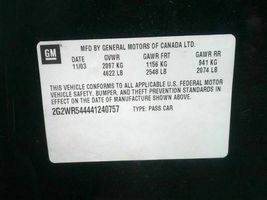 GM
MFD BY GENERAL MOTORS OF CANADA LTD.
DATE GVWR GAWR FRT GAWR RR
11/03 2097 KG 1156 KG 941 KG
4622 LB 2548 LB 2074 LB
THIS VEHICLE CONFORMS TO ALL APPLICABLE U.S. FEDERAL MOTOR
VEHICLE SAFETY, BUMPER, AND THEFT PREVENTION STANDARDS
IN EFFECT ON THE DATE OF MANUFACTURE SHOWN ABOVE.
2G2WR544441240757 TYPE: PASS CAR